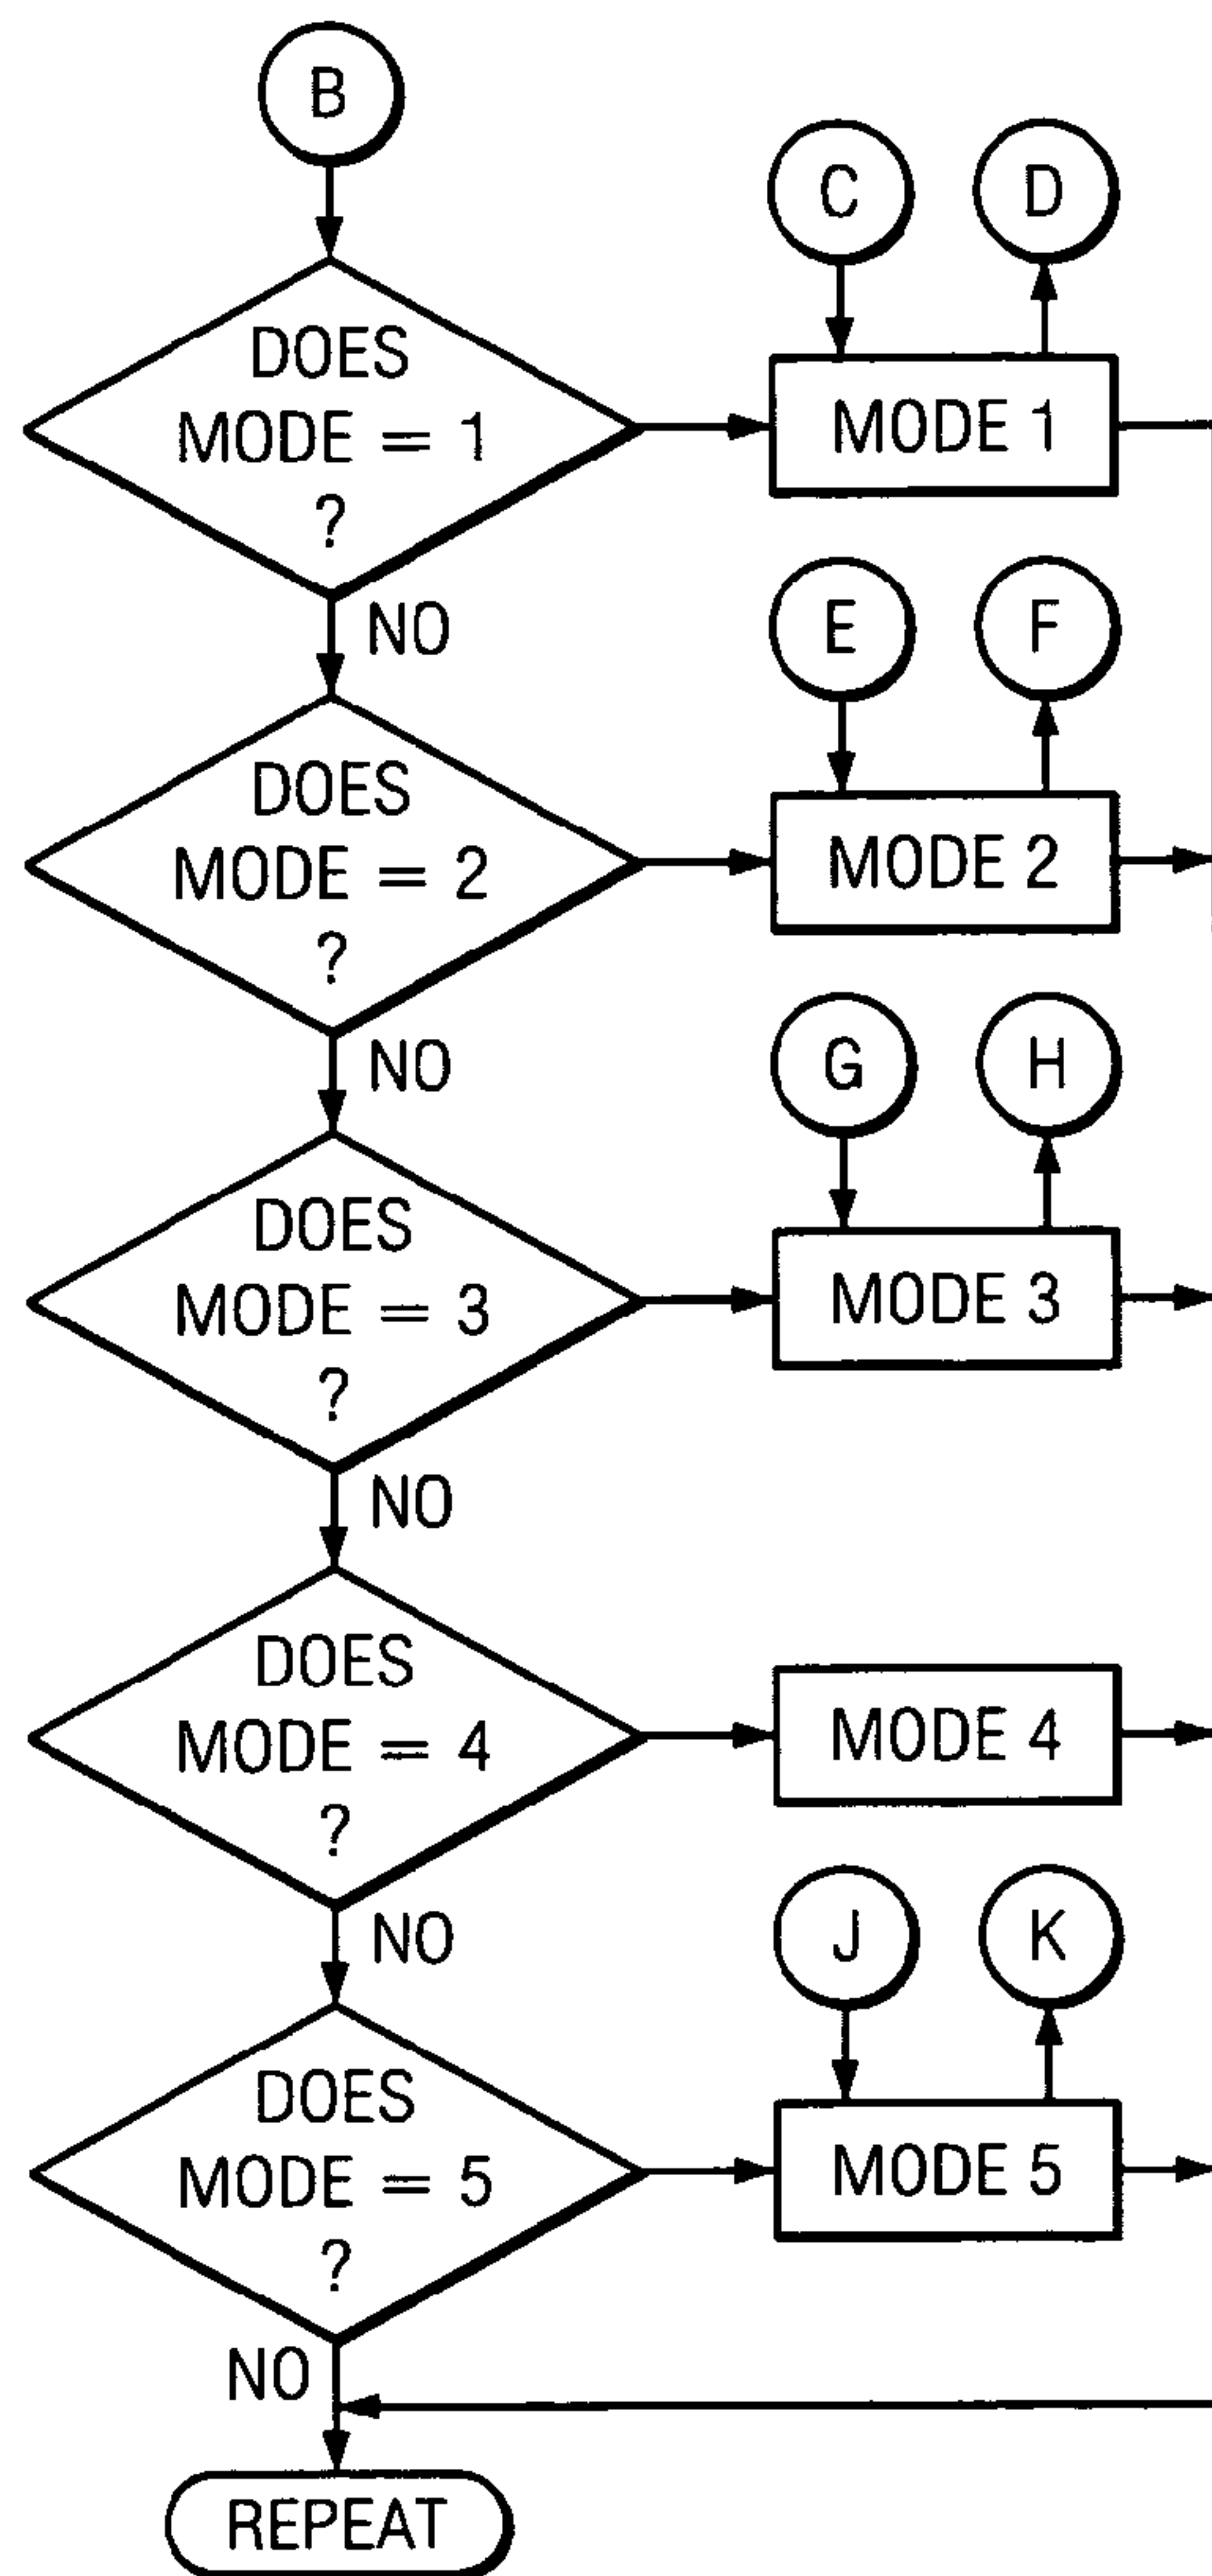 B
C
D
DOES
MODE = 1
?
MODE 1
NO
E
F
DOES
MODE = 2
?
MODE 2
NO
G
H
DOES
MODE = 3
?
MODE 3
NO
DOES
MODE = 4
?
MODE 4
NO
J
K
DOES
MODE = 5
?
MODE 5
NO
REPEAT